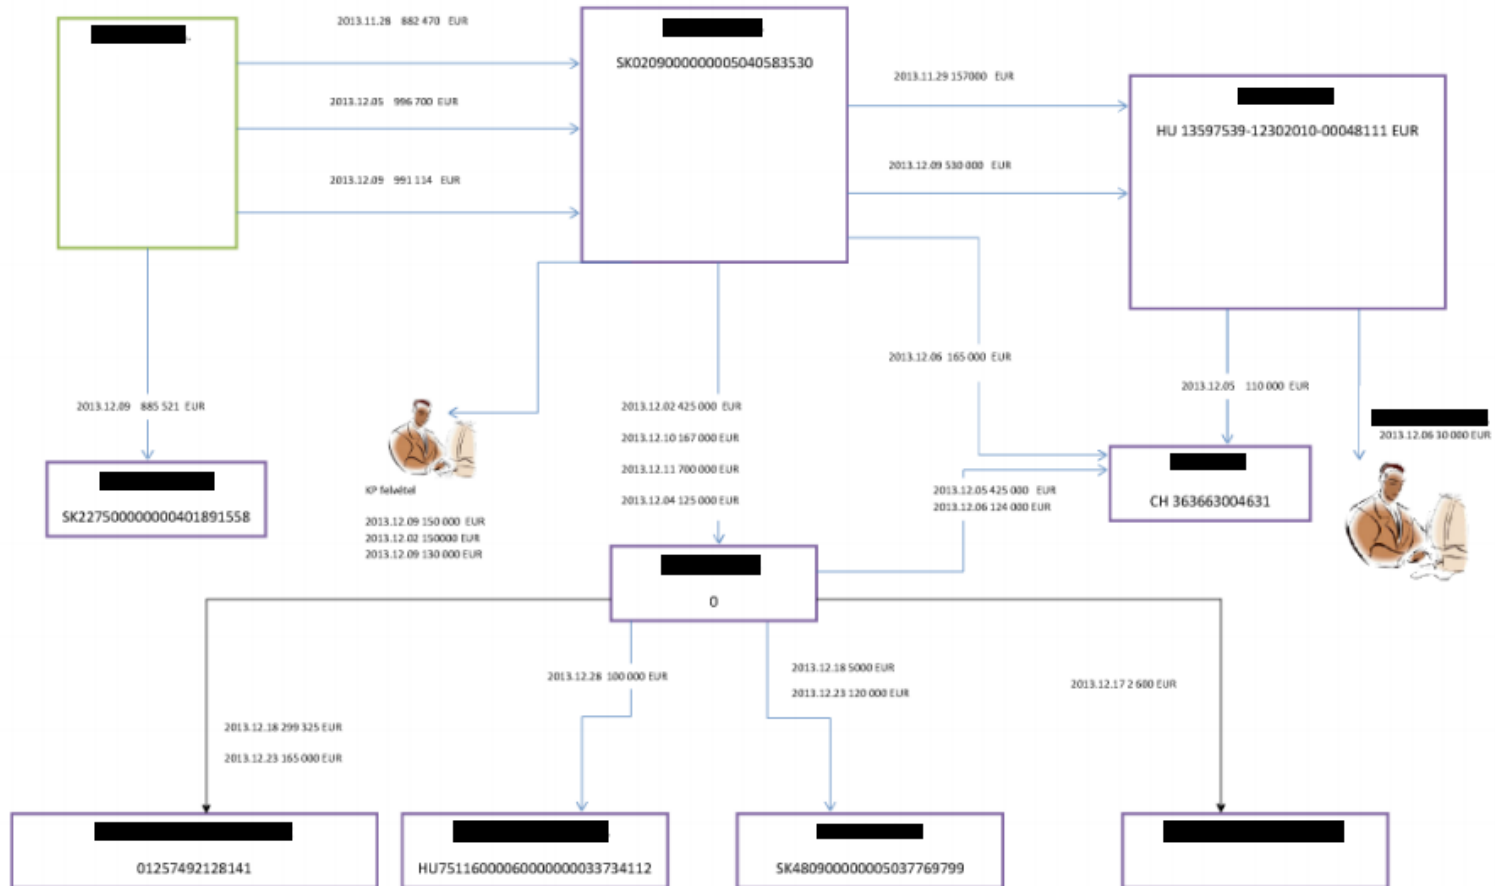 2013.11.28 882 470 EUR
2013.12.05 996 700 EUR
2013.12.09 991 114 EUR
SK0209000000005040583530
2013.11.29 157000 EUR
2013.12.09 530 000 EUR
HU 13597539-12302010-00048111 EUR
2013.12.09 885 521 EUR
SK2275000000000401891558
KP felvétel
2013.12.09 150 000 EUR
2013.12.02 150000 EUR
2013.12.09 130 000 EUR
2013.12.02 425 000 EUR
2013.12.10 167 000 EUR
2013.12.11 700 000 EUR
2013.12.04 125 000 EUR
2013.12.06 165 000 EUR
2013.12.05 425 000 EUR
2013.12.06 124 000 EUR
2013.12.05 110 000 EUR
CH 363663004631
2013.12.06 30 000 EUR
0
2013.12.18 299 325 EUR
2013.12.23 165 000 EUR
2013.12.28 100 000 EUR
2013.12.18 5000 EUR
2013.12.23 120 000 EUR
2013.12.17 2 600 EUR
01257492128141
HU75116000060000000033734112
SK4809000000005037769799